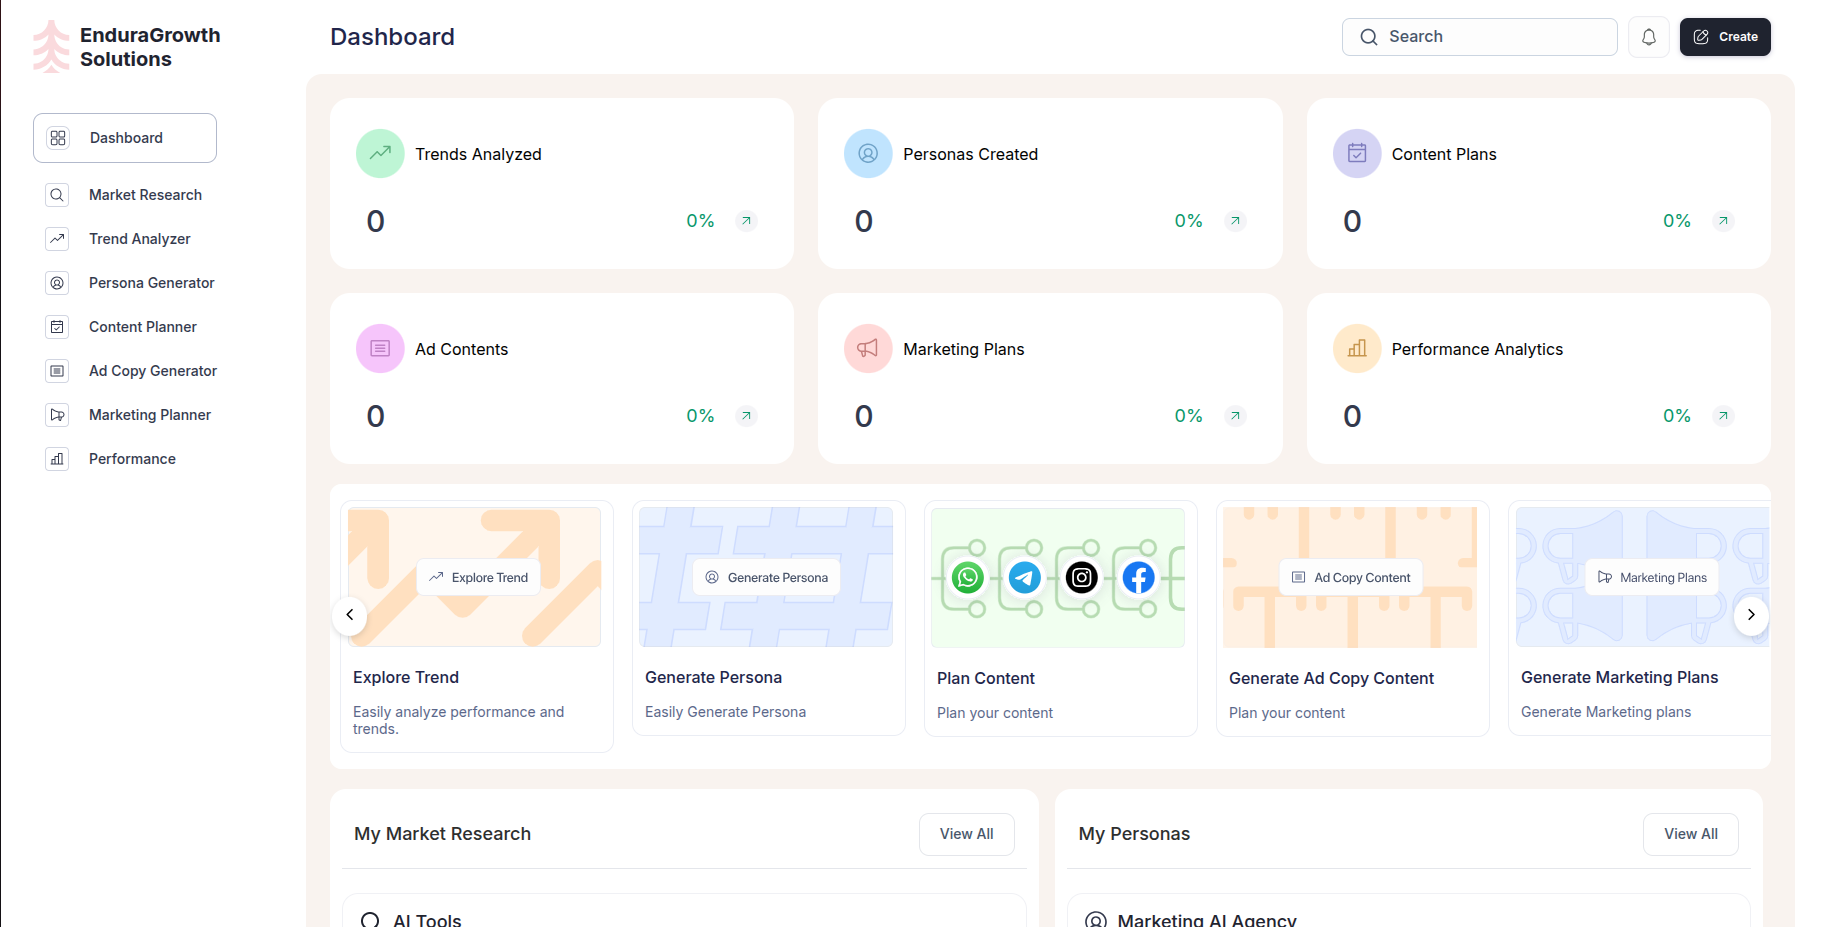 EnduraGrowth
Solutions
Dashboard
Search
Create
Dashboard
Market Research
Trend Analyzer
Persona Generator
Content Planner
Ad Copy Generator
Marketing Planner
Performance
Trends Analyzed
0
0%
Personas Created
0
0%
Content Plans
0
0%
Ad Contents
0
0%
Marketing Plans
0
0%
Performance Analytics
0
0%
Explore Trend
Explore Trend
Easily analyze performance and
trends.
Generate Persona
Generate Persona
Easily Generate Persona
Plan Content
Plan your content
Ad Copy Content
Generate Ad Copy Content
Plan your content
Marketing Plans
Generate Marketing Plans
Generate Marketing plans
My Market Research
View All
AI Tools
My Personas
View All
Marketing AI Agency